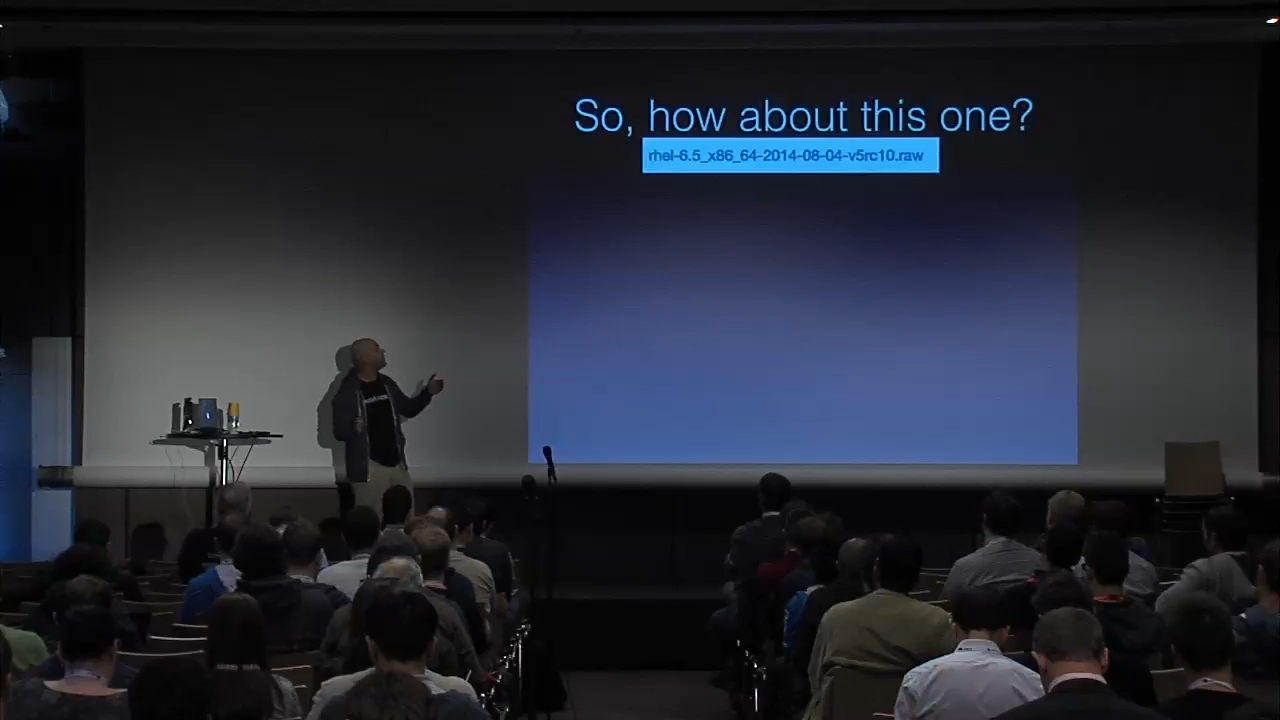 So, how about this one?
rhel-6.5_x86_64-2014-08-04-v5rc10.raw